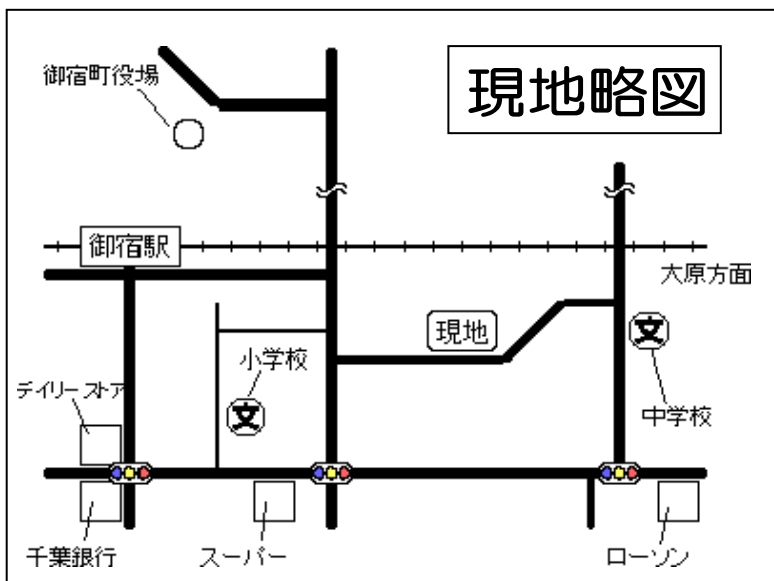 現地略図
御宿町役場
御宿駅
大原方面
現地
小学校
文
文
中学校
デイリーストア
千葉銀行
スーパー
ローソン